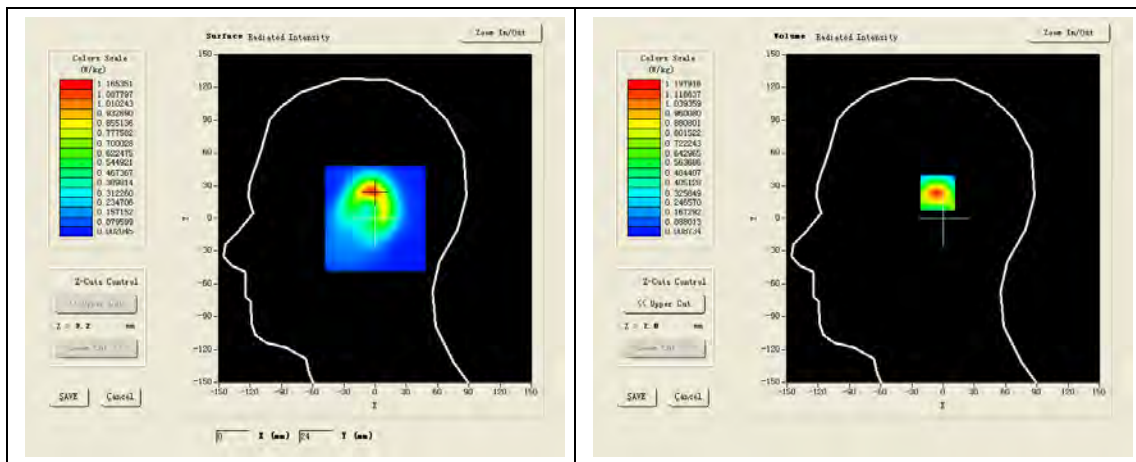 Surface Radiated Intensity
Zoom In/Out
Colors Scale
(W/kg)
1.165351
1.087797
1.010243
0.932690
0.855136
0.777582
0.700028
0.622475
0.544921
0.467367
0.389814
0.312260
0.234706
0.157152
0.079599
0.002045
150
120
90
60
30
0
-30
-60
-90
-120
-150
Y
-150 -120 -90 -60 -30 0 30 60 90 120 150
X
Z-Cuts Control
<< Upper Cut
mm
SAVE Cancel
0 X (mm) 24 Y (mm)
Volume Radiated Intensity
Zoom In/Out
Colors Scale
(W/kg)
1.197916
1.118637
1.039359
0.960080
0.880801
0.801522
0.722243
0.642965
0.563686
0.484407
0.405128
0.325849
0.246570
0.167292
0.088013
0.008734
150
120
90
60
30
0
-30
-60
-90
-120
-150
Y
-150 -120 -90 -60 -30 0 30 60 90 120 150
X
Z-Cuts Control
<< Upper Cut
mm
SAVE Cancel